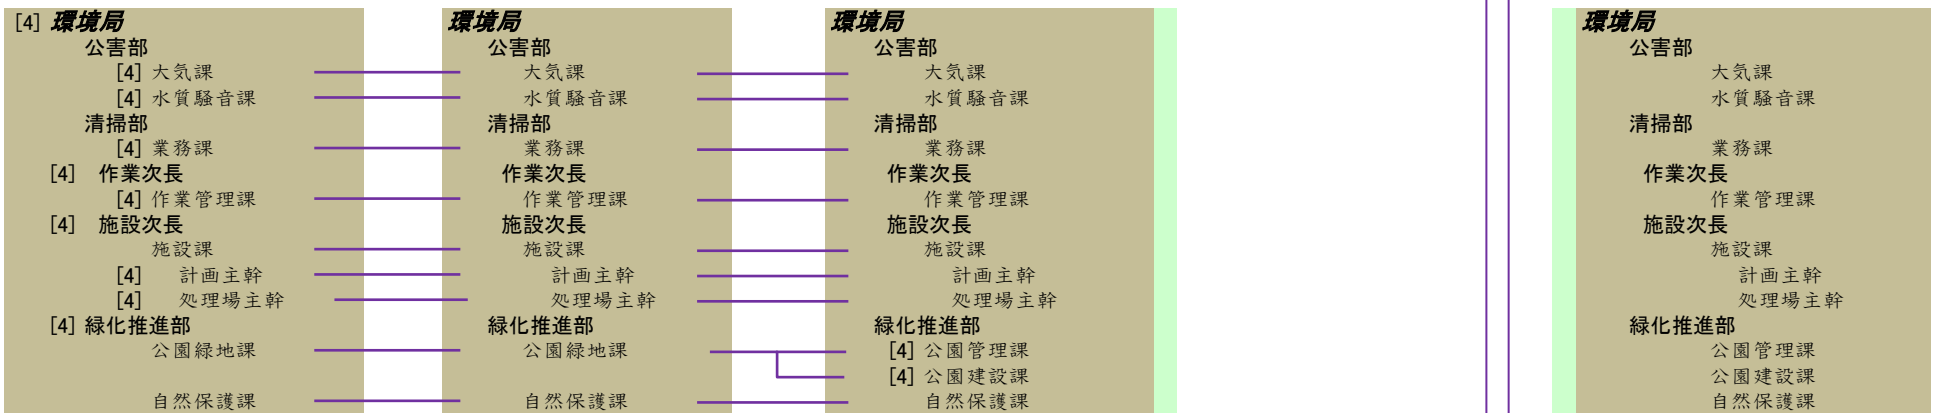 [4] 環境局
公害部
[4] 大気課
[4] 水質騒音課
清掃部
[4] 業務課
[4] 作業次長
[4] 作業管理課
[4] 施設次長
施設課
[4] 計画主幹
[4] 処理場主幹
[4] 緑化推進部
公園緑地課
自然保護課
環境局
公害部
大気課
水質騒音課
清掃部
業務課
作業次長
作業管理課
施設次長
施設課
計画主幹
処理場主幹
緑化推進部
公園緑地課
自然保護課
環境局
公害部
大気課
水質騒音課
清掃部
業務課
作業次長
作業管理課
施設次長
施設課
計画主幹
処理場主幹
緑化推進部
[4] 公園管理課
[4] 公園建設課
自然保護課
環境局
公害部
大気課
水質騒音課
清掃部
業務課
作業次長
作業管理課
施設次長
施設課
計画主幹
処理場主幹
緑化推進部
公園管理課
公園建設課
自然保護課